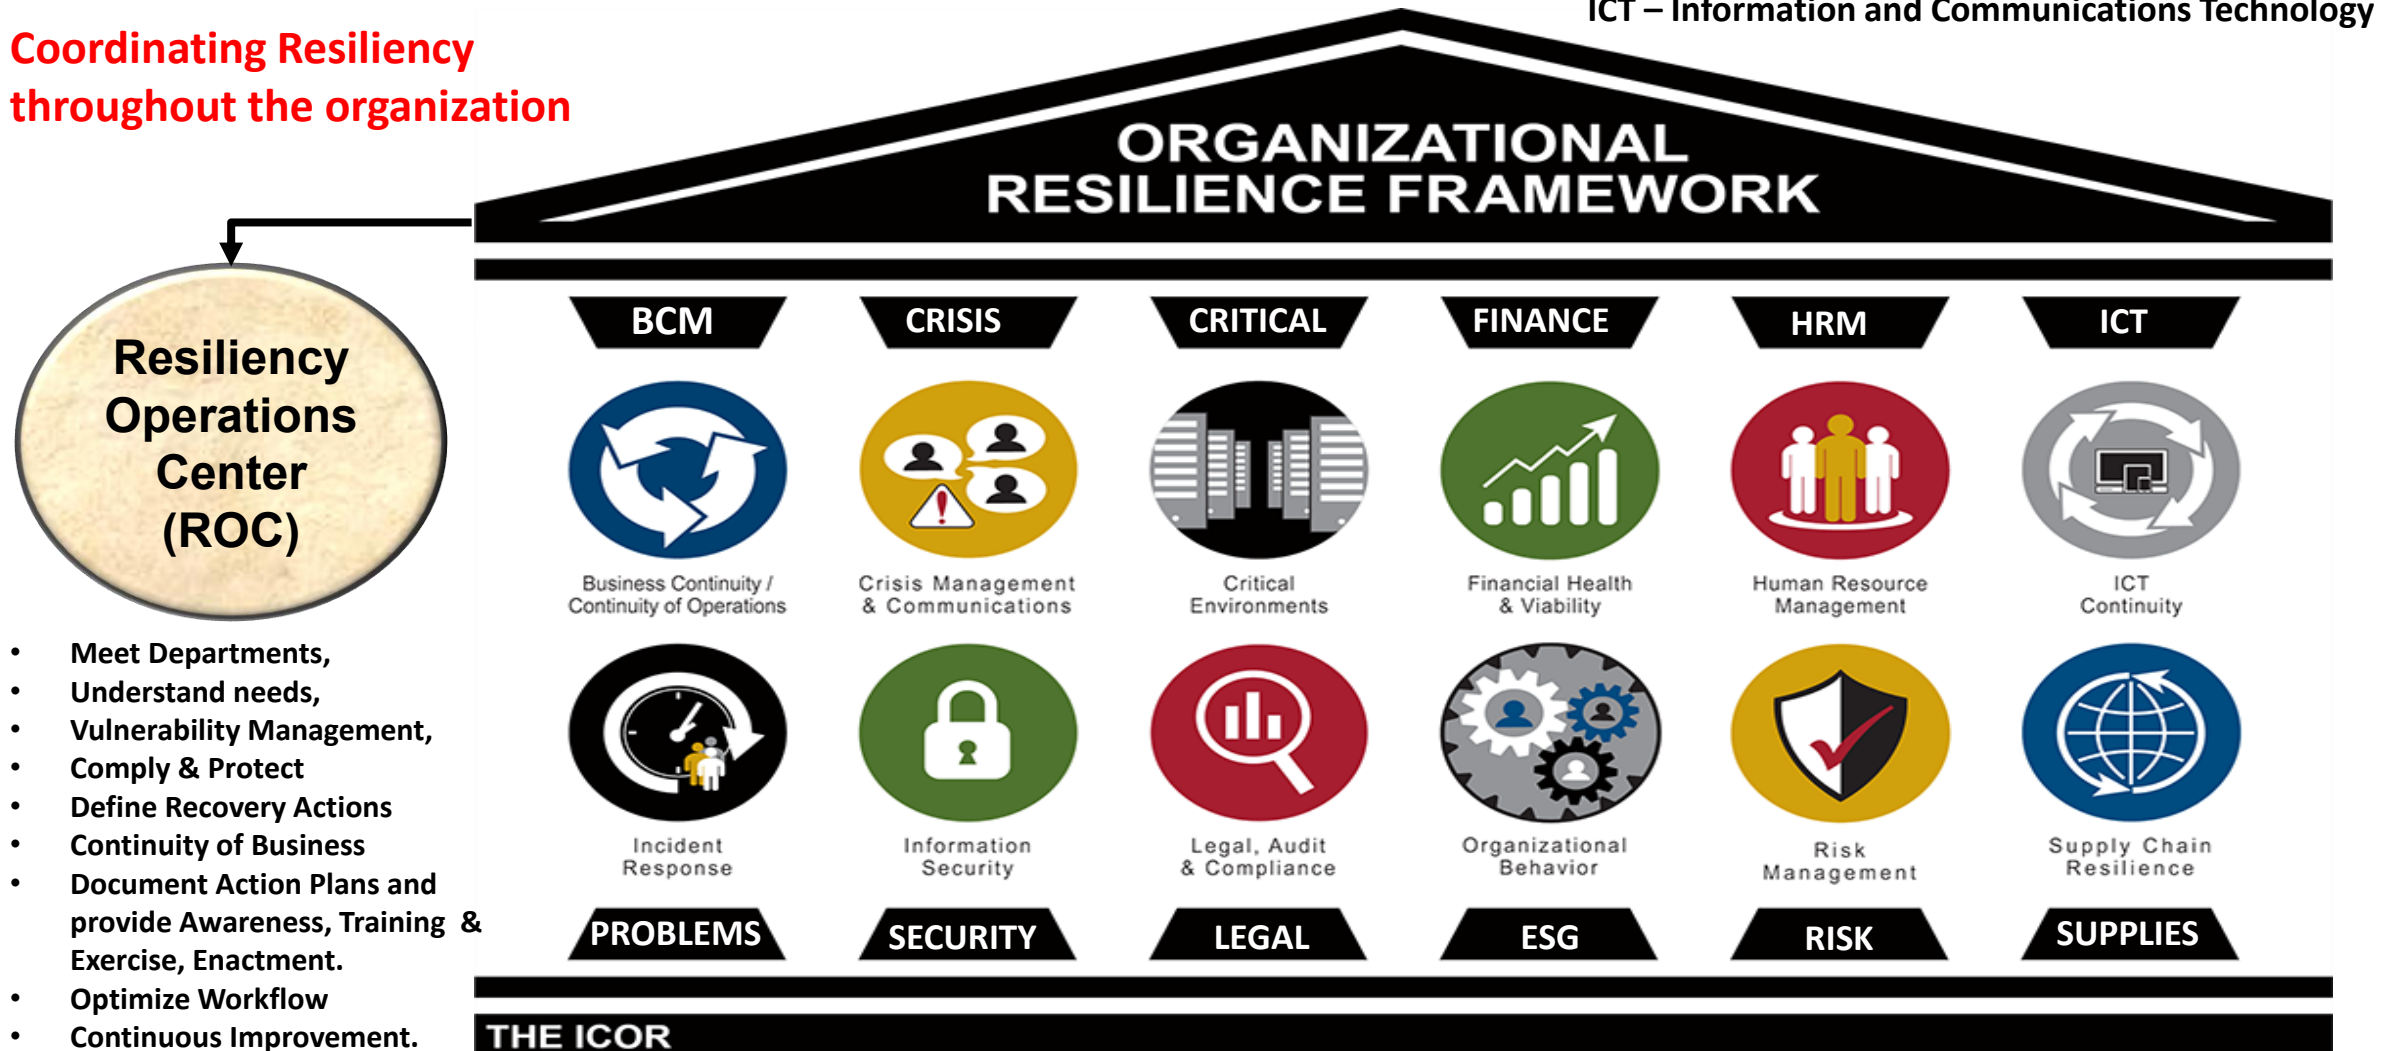 ICT – Information and Communications Technology
Coordinating Resiliency
throughout the organization
ORGANIZATIONAL
RESILIENCE FRAMEWORK
Resiliency
Operations
Center
(ROC)
• Meet Departments,
• Understand needs,
• Vulnerability Management,
• Comply & Protect
• Define Recovery Actions
• Continuity of Business
• Document Action Plans and
provide Awareness, Training &
Exercise, Enactment.
• Optimize Workflow
• Continuous Improvement.
BCM
CRISIS
CRITICAL
FINANCE
HRM
ICT
Business Continuity /
Continuity of Operations
Crisis Management
& Communications
Critical
Environments
Financial Health
& Viability
Human Resource
Management
ICT
Continuity
Incident
Response
Information
Security
Legal, Audit
& Compliance
Organizational
Behavior
Risk
Management
Supply Chain
Resilience
PROBLEMS
SECURITY
LEGAL
ESG
RISK
SUPPLIES
THE ICOR